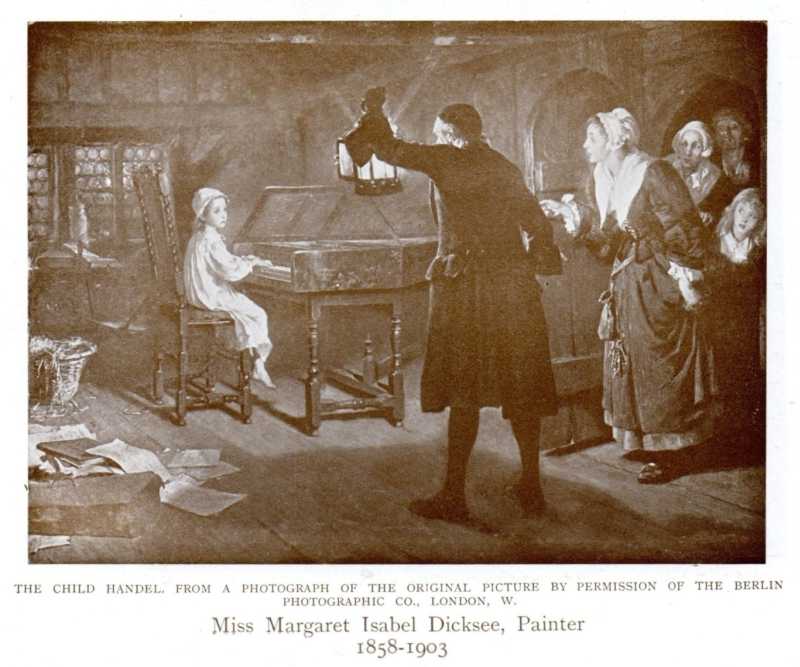 THE CHILD HANDEL. FROM A PHOTOGRAPH OF THE ORIGINAL PICTURE BY PERMISSION OF THE BERLIN
PHOTOGRAPHIC CO., LONDON, W.
Miss Margaret Isabel Dicksee, Painter
1858-1903